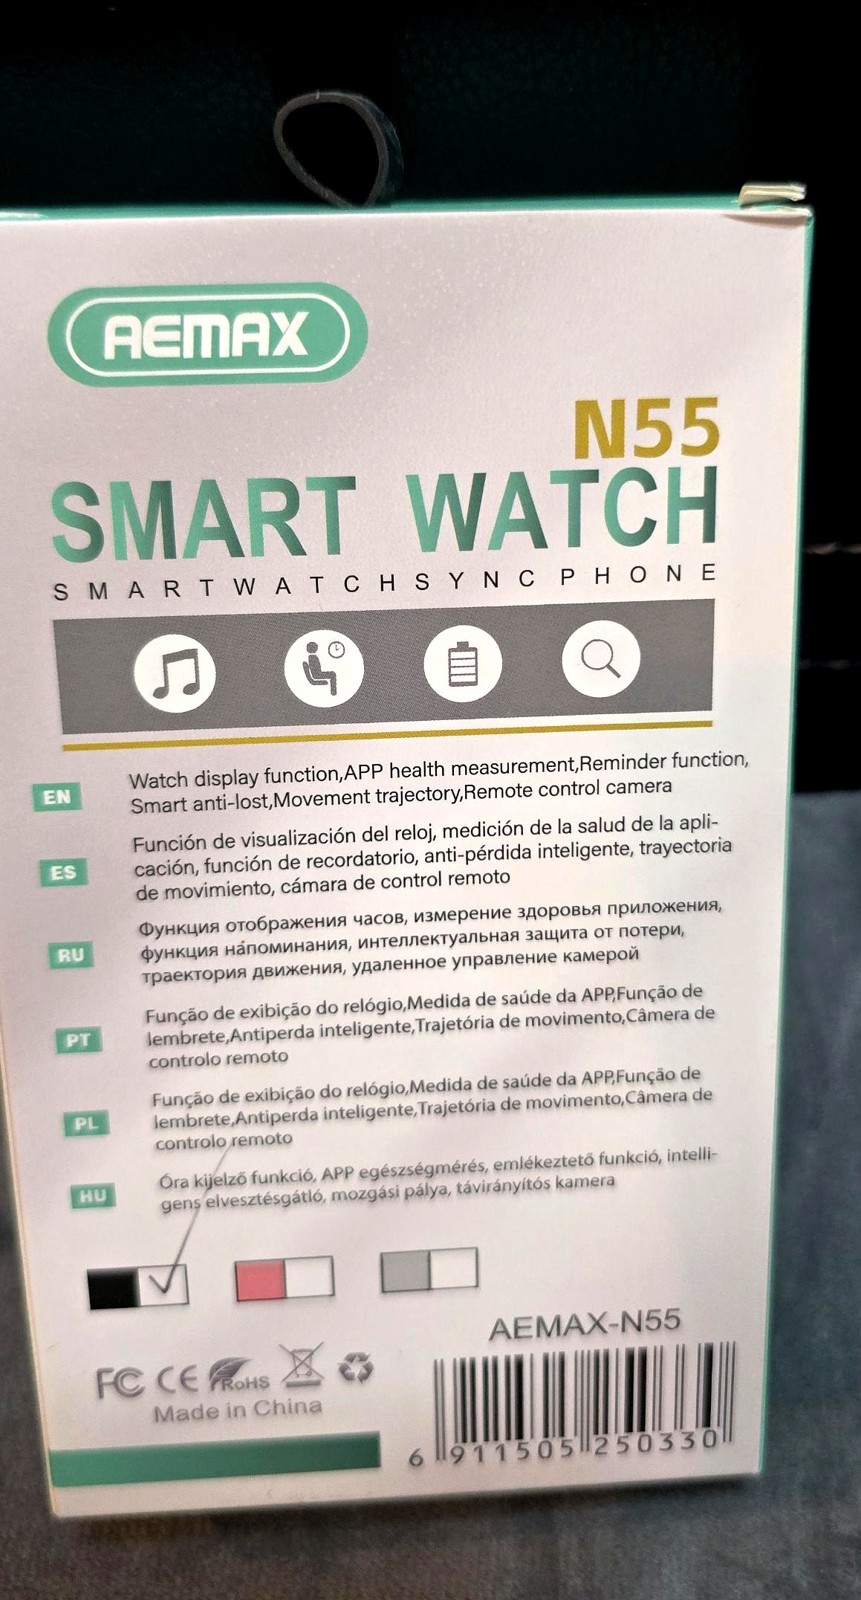 AEMAX
N55
SMART WATCH
SMARTWATCHSYNC PHONE
EN
Watch display function,APP health measurement,Reminder function,
Smart anti-lost,Movement trajectory,Remote control camera
ES
Función de visualización del reloj, medición de la salud de la apli-
cación, función de recordatorio, anti-pérdida inteligente, trayectoria
de movimiento, cámara de control remoto
RU
Функция отображения часов, измерение здоровья приложения,
функция напоминания, интеллектуальная защита от потери,
траектория движения, удаленное управление камерой
PT
Função de exibição do relógio,Medida de saúde da APP,Função de
lembrete,Antiperda inteligente,Trajetória de movimento,Câmera de
controlo remoto
PL
Função de exibição do relógio,Medida de saúde da APP,Função de
lembrete,Antiperda inteligente,Trajetória de movimento,Câmera de
controlo remoto
HU
Óra kijelző funkció, APP egészségmérés, emlékeztető funkció, intelli-
gens elvesztésgátló, mozgási pálya, távirányítós kamera
AEMAX-N55
FC CE RoHS
Made in China
6 911505 250330